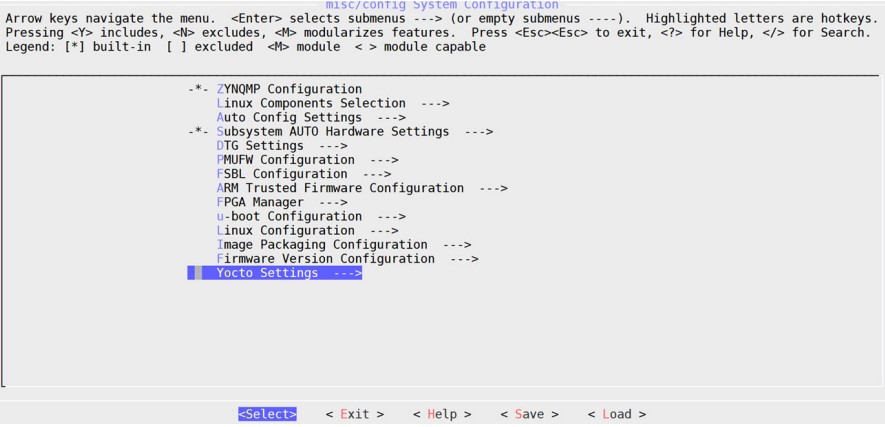 misc/config System Configuration
Arrow keys navigate the menu.  <Enter> selects submenus ---> (or empty submenus ----).  Highlighted letters are hotkeys.
Pressing <Y> includes, <N> excludes, <M> modularizes features.  Press <Esc><Esc> to exit, <?> for Help, </> for Search.
Legend: [*] built-in  [ ] excluded  <M> module  < > module capable
-*- ZYNQMP Configuration
Linux Components Selection  --->
Auto Config Settings  --->
-*- Subsystem AUTO Hardware Settings  --->
DTG Settings  --->
PMUFW Configuration  --->
FSBL Configuration  --->
ARM Trusted Firmware Configuration  --->
FPGA Manager  --->
u-boot Configuration  --->
Linux Configuration  --->
Image Packaging Configuration  --->
Firmware Version Configuration  --->
Yocto Settings  --->
<Select>    < Exit >    < Help >    < Save >    < Load >